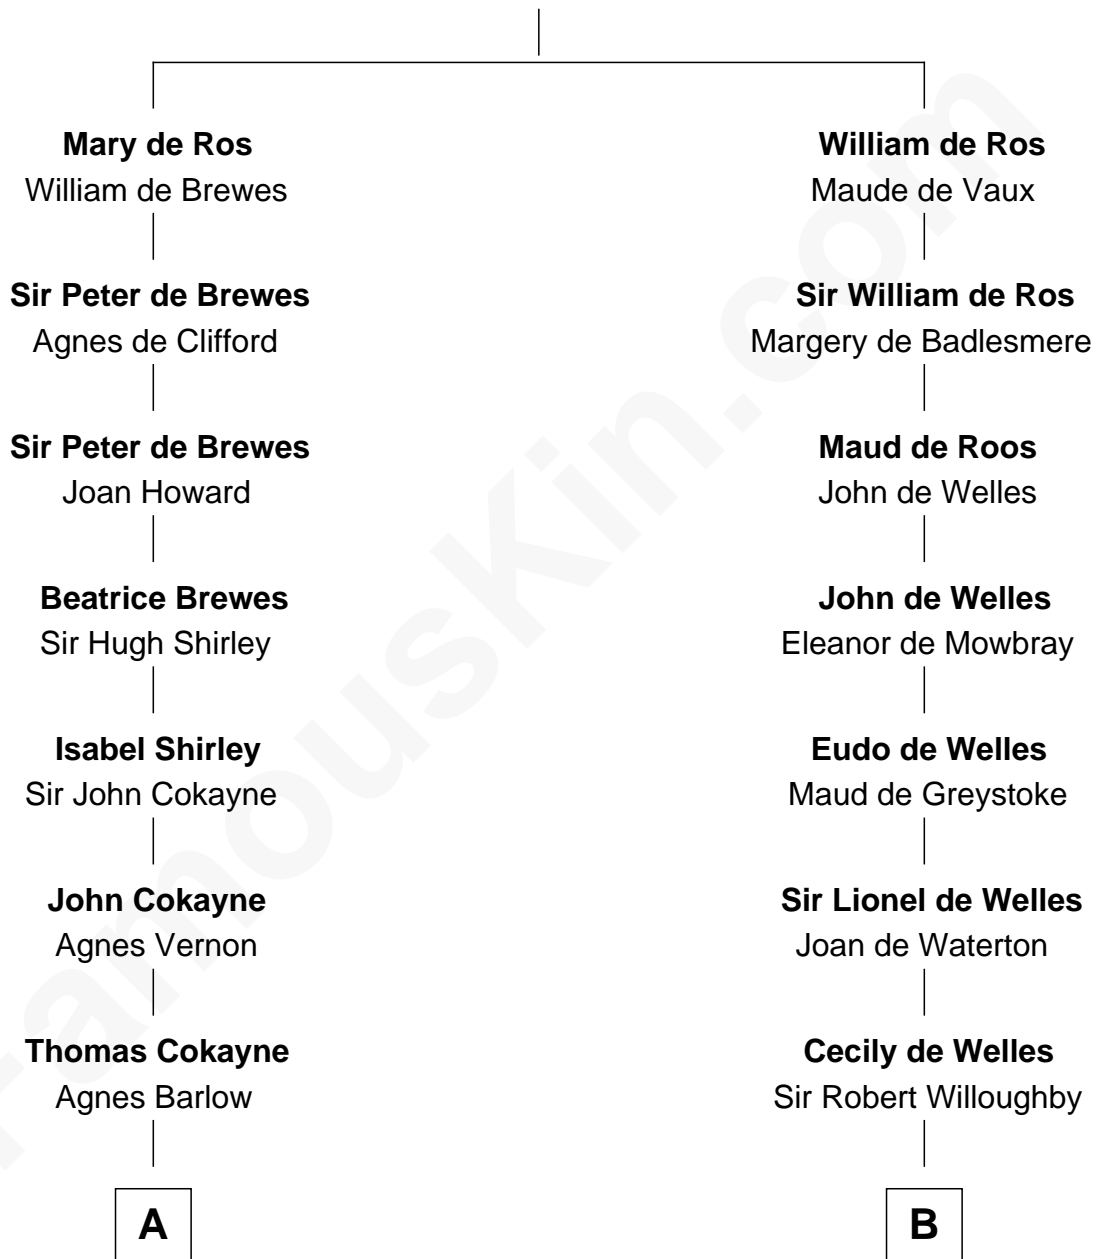 Mary de Ros
William de Brewes
Sir Peter de Brewes
Agnes de Clifford
Sir Peter de Brewes
Joan Howard
Beatrice Brewes
Sir Hugh Shirley
Isabel Shirley
Sir John Cokayne
John Cokayne
Agnes Vernon
Thomas Cokayne
Agnes Barlow
A
William de Ros
Maude de Vaux
Sir William de Ros
Margery de Badlesmere
Maud de Roos
John de Welles
John de Welles
Eleanor de Mowbray
Eudo de Welles
Maud de Greystoke
Sir Lionel de Welles
Joan de Waterton
Cecily de Welles
Sir Robert Willoughby
B
FamousKin.com